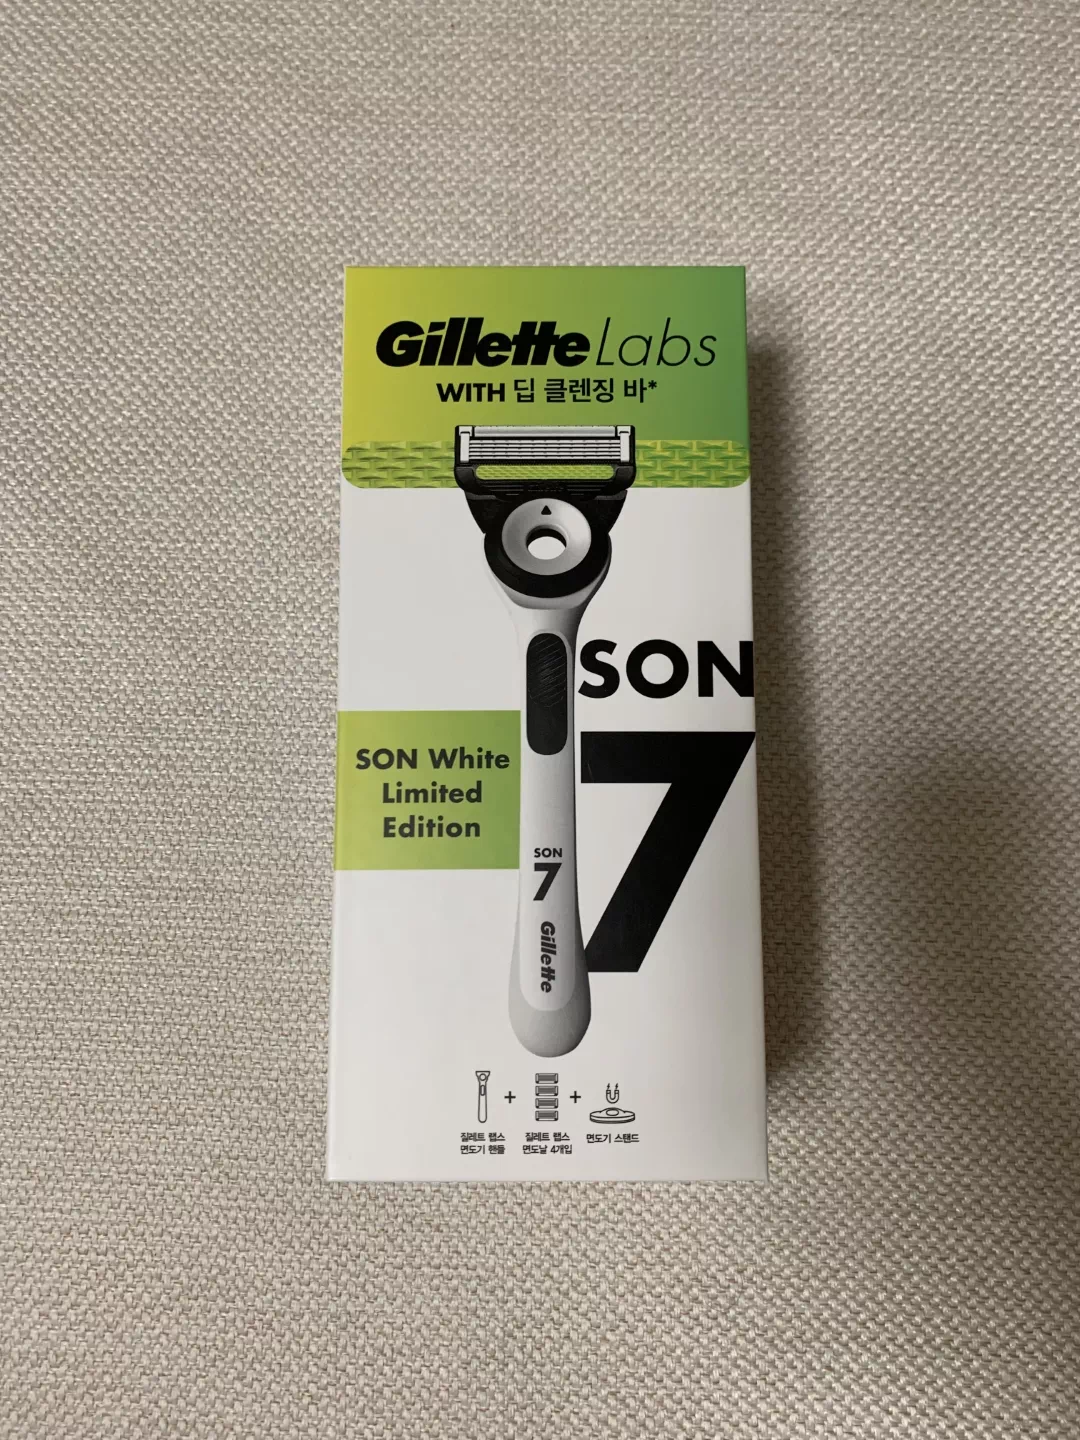 Gillette Labs
WITH 딥 클렌징 바*
SON
7
SON White
Limited
Edition
SON
7
Gillette
+
+
질레트 랩스
면도기 핸들
질레트 랩스
면도날 4개입
면도기 스탠드